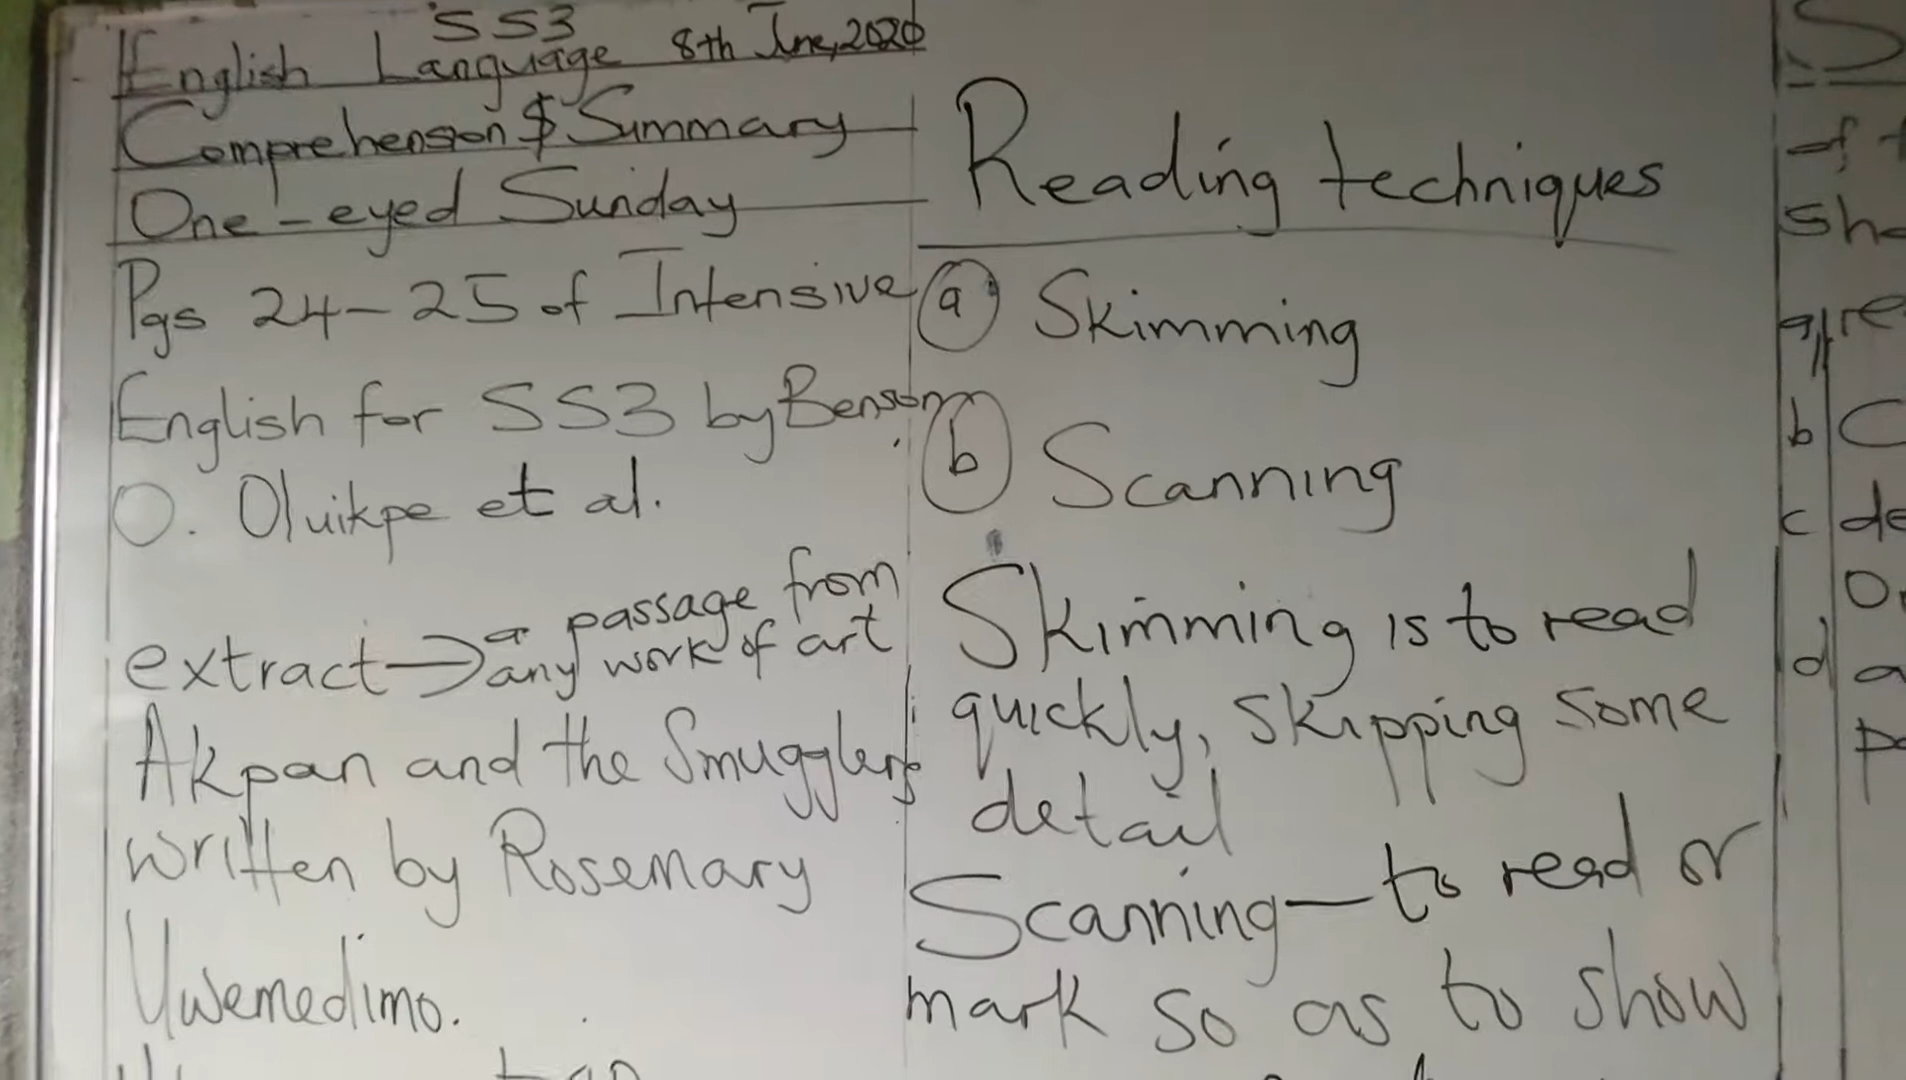 SS3
English Language 8th June, 2020
Comprehension & Summary
One-eyed Sunday
Pgs 24-25 of Intensive
English for SS3 by Benson
O. Oluikpe et al.
extract → a passage from
any work of art
Akpan and the Smugglers
written by Rosemary
Uwemedimo.
Reading techniques
a Skimming
b Scanning
Skimming is to read
quickly, skipping some
detail
Scanning — to read or
mark so as to show
of
b
c
d